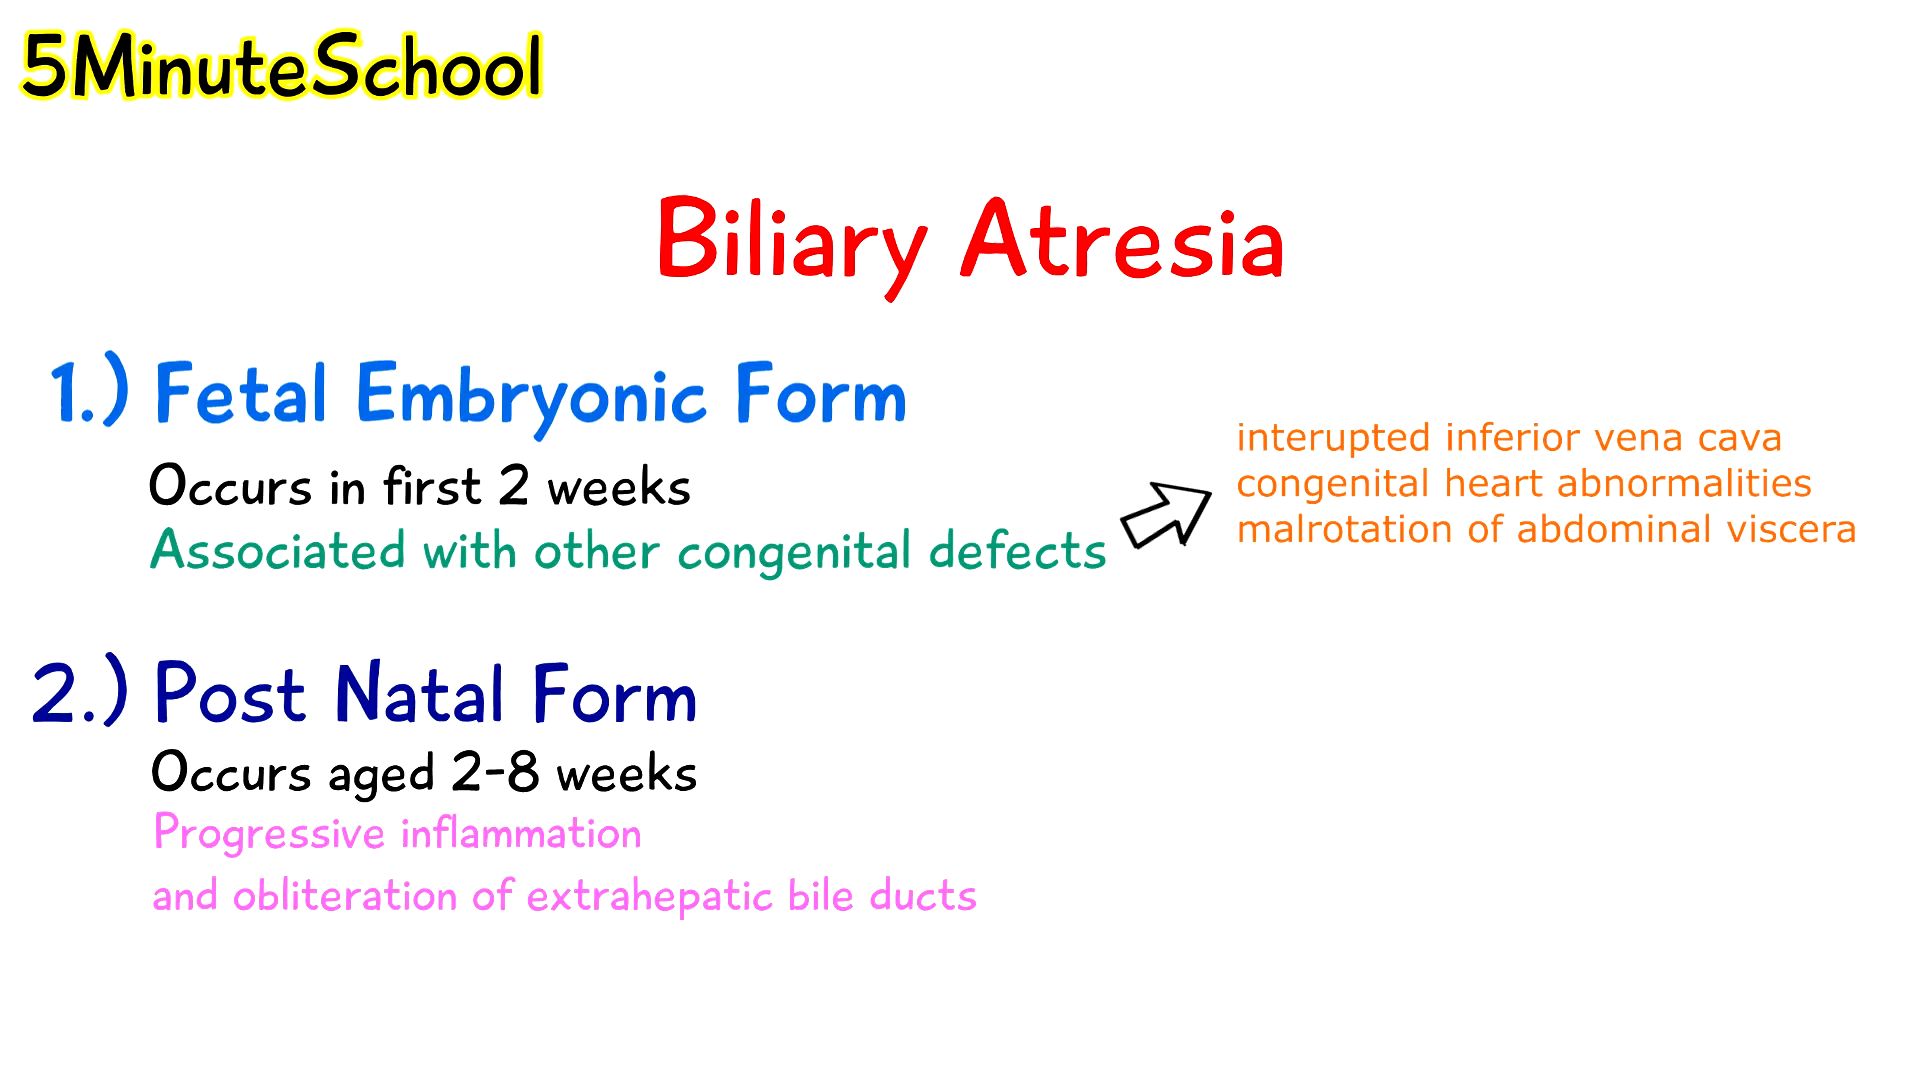 5MinuteSchool
Biliary Atresia
1.) Fetal Embryonic Form
Occurs in first 2 weeks
Associated with other congenital defects
interupted inferior vena cava
congenital heart abnormalities
malrotation of abdominal viscera
2.) Post Natal Form
Occurs aged 2-8 weeks
Progressive inflammation
and obliteration of extrahepatic bile ducts